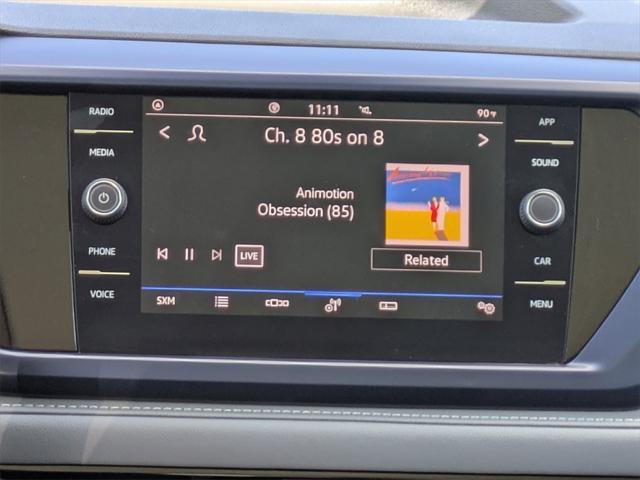 RADIO
MEDIA
PHONE
VOICE
11:11
90°F
Ch. 8 80s on 8
Animotion
Obsession (85)
LIVE
Related
SXM
APP
SOUND
CAR
MENU